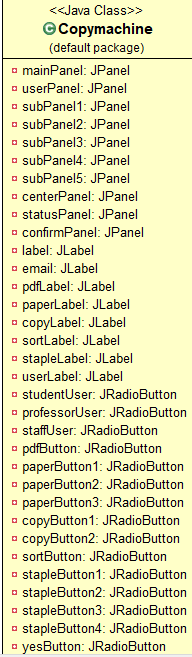 <<Java Class>>
Copymachine
(default package)
mainPanel: JPanel
userPanel: JPanel
subPanel1: JPanel
subPanel2: JPanel
subPanel3: JPanel
subPanel4: JPanel
subPanel5: JPanel
centerPanel: JPanel
statusPanel: JPanel
confirmPanel: JPanel
label: JLabel
email: JLabel
pdfLabel: JLabel
paperLabel: JLabel
copyLabel: JLabel
sortLabel: JLabel
stapleLabel: JLabel
userLabel: JLabel
studentUser: JRadioButton
professorUser: JRadioButton
staffUser: JRadioButton
pdfButton: JRadioButton
paperButton1: JRadioButton
paperButton2: JRadioButton
paperButton3: JRadioButton
copyButton1: JRadioButton
copyButton2: JRadioButton
sortButton: JRadioButton
stapleButton1: JRadioButton
stapleButton2: JRadioButton
stapleButton3: JRadioButton
stapleButton4: JRadioButton
yesButton: JRadioButton